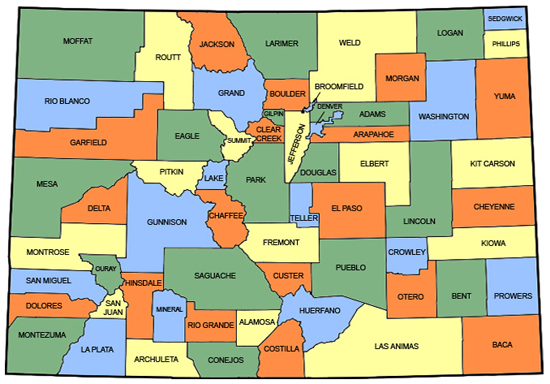 MOFFAT
ROUTT
JACKSON
LARIMER
WELD
LOGAN
SEDGWICK
PHILLIPS
RIO BLANCO
GRAND
BOULDER
BROOMFIELD
MORGAN
WASHINGTON
YUMA
GARFIELD
EAGLE
SUMMIT
GILPIN
CLEAR
CREEK
JEFFERSON
DENVER
ADAMS
ARAPAHOE
MESA
PITKIN
LAKE
PARK
DOUGLAS
ELBERT
KIT CARSON
DELTA
GUNNISON
CHAFFEE
TELLER
EL PASO
LINCOLN
CHEYENNE
MONTROSE
FREMONT
CROWLEY
KIOWA
OURAY
SAN MIGUEL
HINSDALE
SAGUACHE
CUSTER
PUEBLO
OTERO
BENT
PROWERS
DOLORES
SAN
JUAN
MINERAL
RIO GRANDE
ALAMOSA
HUERFANO
MONTEZUMA
LA PLATA
ARCHULETA
CONEJOS
COSTILLA
LAS ANIMAS
BACA